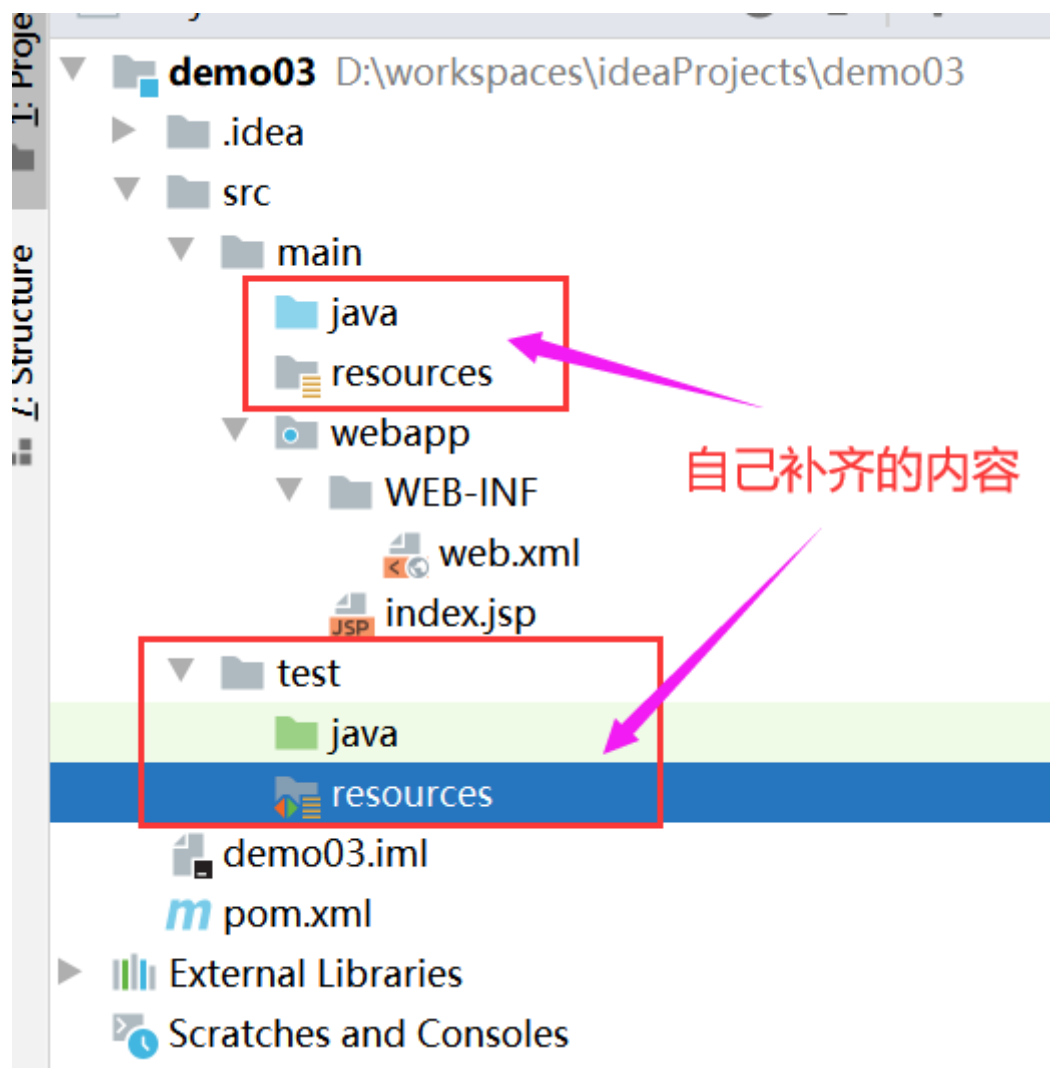 1: Proje
7: Structure
demo03 D:\workspaces\ideaProjects\demo03
.idea
src
main
java
resources
webapp
自己补齐的内容
WEB-INF
web.xml
index.jsp
JSP
test
java
resources
demo03.iml
pom.xml
External Libraries
Scratches and Consoles